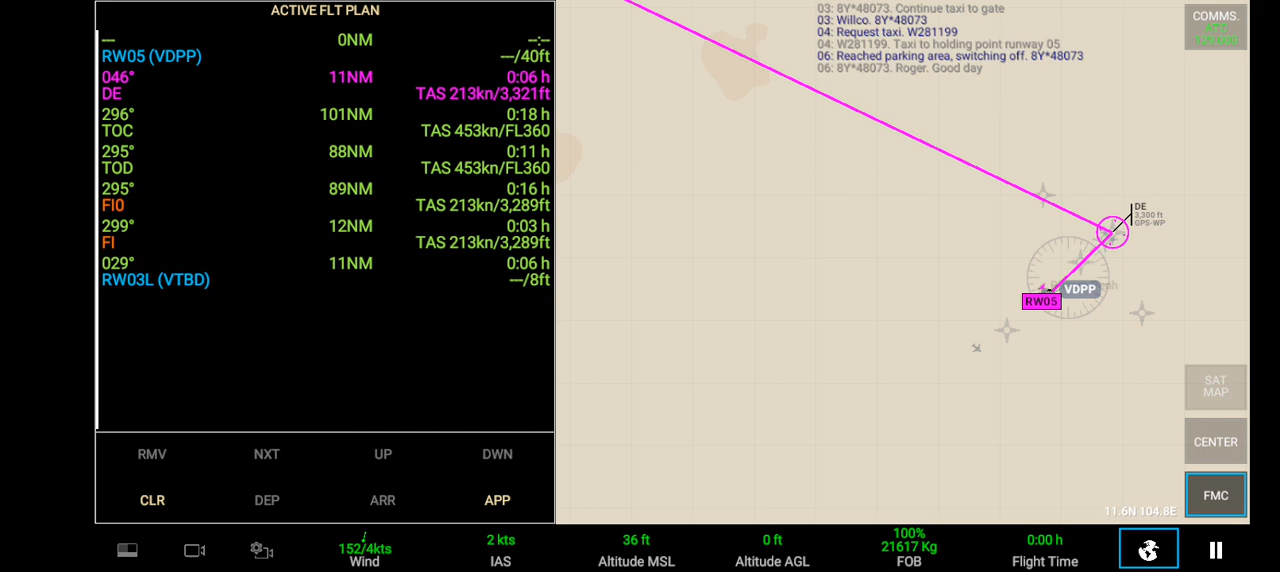 ACTIVE FLT PLAN
--- 0NM --:--
RW05 (VDPP) ---/40ft
046° 11NM 0:06 h
DE TAS 213kn/3,321ft
296° 101NM 0:18 h
TOC TAS 453kn/FL360
295° 88NM 0:11 h
TOD TAS 453kn/FL360
295° 89NM 0:16 h
FI0 TAS 213kn/3,289ft
299° 12NM 0:03 h
FI TAS 213kn/3,289ft
029° 11NM 0:06 h
RW03L (VTBD) ---/8ft
RMV NXT UP DWN
CLR DEP ARR APP
03: 8Y*48073. Continue taxi to gate
03: Willco. 8Y*48073
04: Request taxi. W281199
04: W281199. Taxi to holding point runway 05
06: Reached parking area, switching off. 8Y*48073
06: 8Y*48073. Roger. Good day
COMMS.
DE
3,300 ft
GPS-WP
VDPP
RW05
SAT
MAP
CENTER
FMC
11.6N 104.8E
152/4kts
Wind
2 kts
IAS
36 ft
Altitude MSL
0 ft
Altitude AGL
100%
21617 Kg
FOB
0:00 h
Flight Time